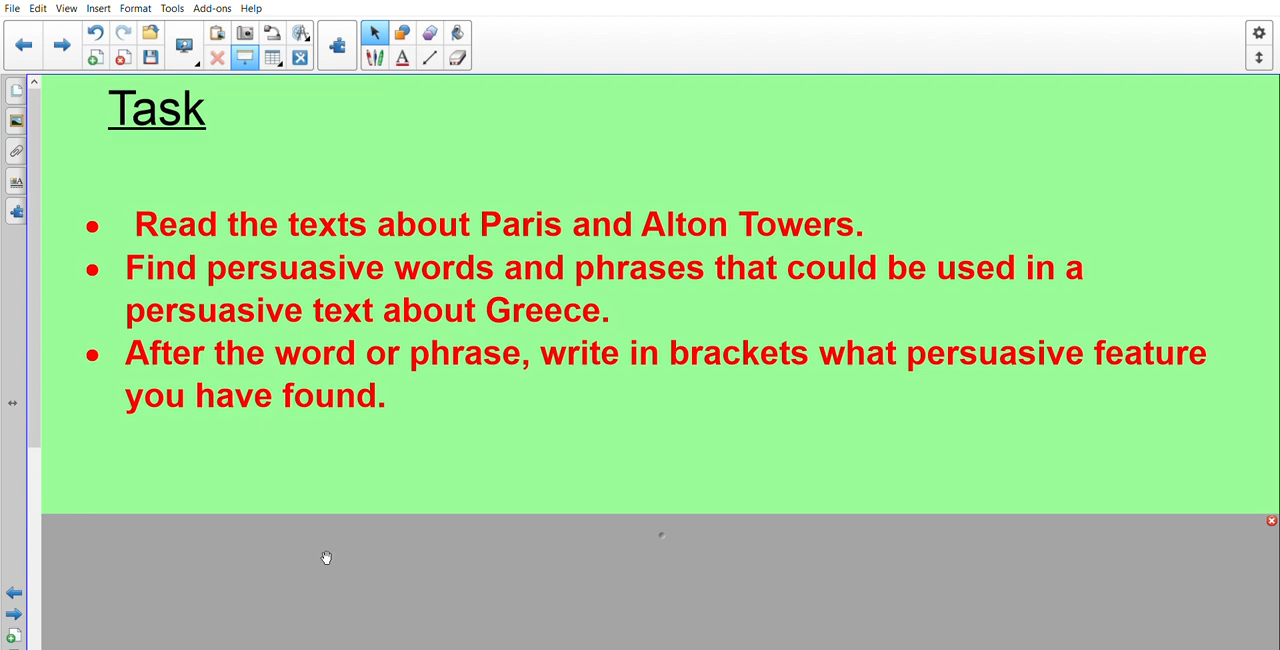 File Edit View Insert Format Tools Add-ons Help
Task
• Read the texts about Paris and Alton Towers.
• Find persuasive words and phrases that could be used in a
persuasive text about Greece.
• After the word or phrase, write in brackets what persuasive feature
you have found.